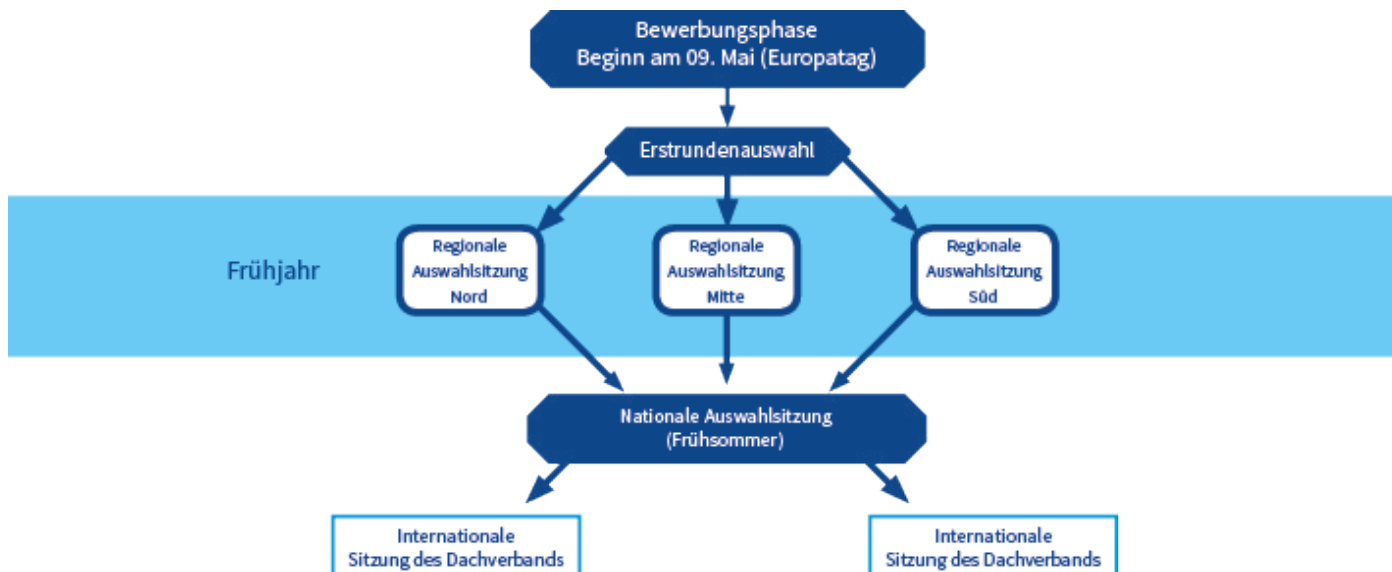 Bewerbungsphase
Beginn am 09. Mai (Europatag)
Erstrundenauswahl
Frühjahr
Regionale
Auswahlsitzung
Nord
Regionale
Auswahlsitzung
Mitte
Regionale
Auswahlsitzung
Süd
Nationale Auswahlsitzung
(Frühsommer)
Internationale
Sitzung des Dachverbands
Internationale
Sitzung des Dachverbands